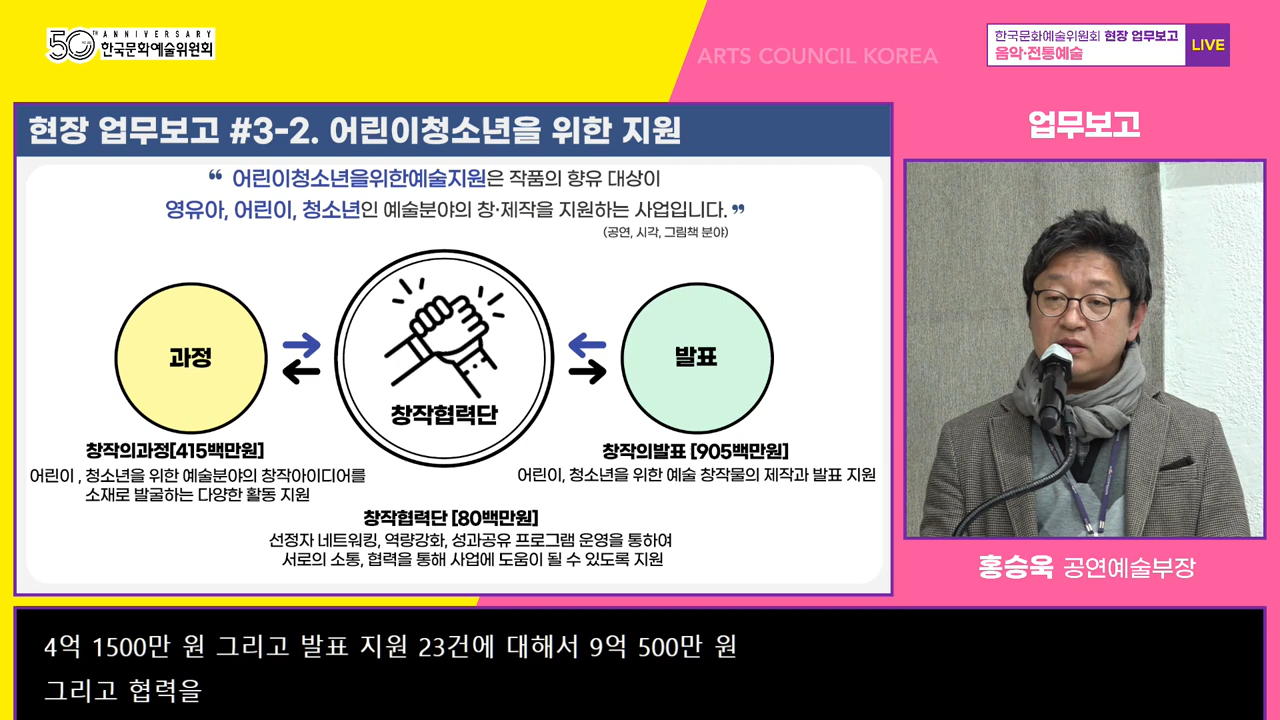 50TH ANNIVERSARY
한국문화예술위원회
ARTS COUNCIL KOREA
한국문화예술위원회 현장 업무보고
음악·전통예술
LIVE
현장 업무보고 #3-2. 어린이청소년을 위한 지원
❝ 어린이청소년을위한예술지원은 작품의 향유 대상이
영유아, 어린이, 청소년인 예술분야의 창·제작을 지원하는 사업입니다. ❞
(공연, 시각, 그림책 분야)
과정
창작협력단
발표
창작의과정[415백만원]
어린이 , 청소년을 위한 예술분야의 창작아이디어를
소재로 발굴하는 다양한 활동 지원
창작의발표 [905백만원]
어린이, 청소년을 위한 예술 창작물의 제작과 발표 지원
창작협력단 [80백만원]
선정자 네트워킹, 역량강화, 성과공유 프로그램 운영을 통하여
서로의 소통, 협력을 통해 사업에 도움이 될 수 있도록 지원
업무보고
홍승욱 공연예술부장
4억 1500만 원 그리고 발표 지원 23건에 대해서 9억 500만 원
그리고 협력을